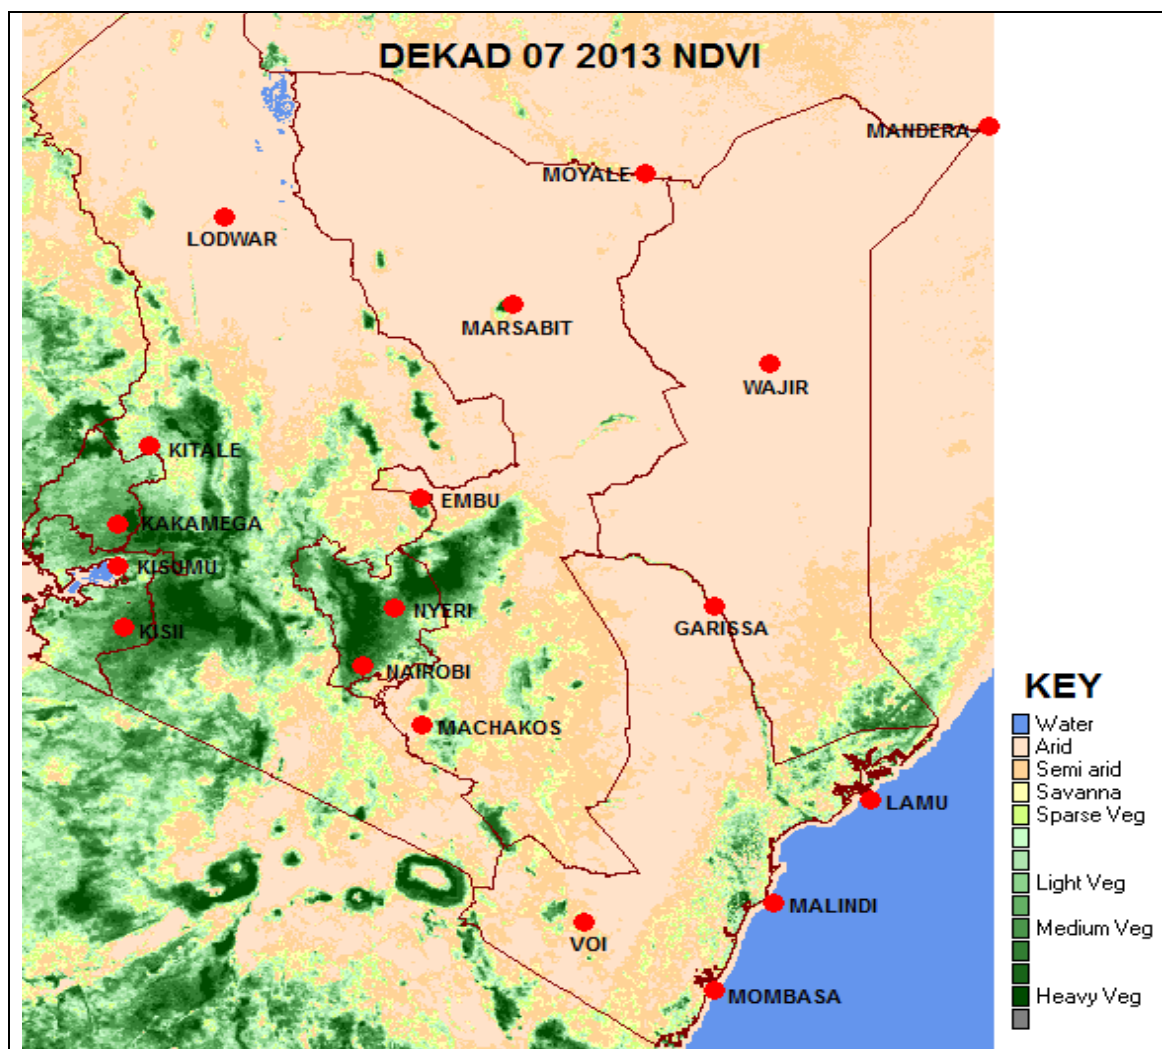 DEKAD 07 2013 NDVI
MANDERA
MOYALE
LODWAR
MARSABIT
WAJIR
KITALE
EMBU
KAKAMEGA
KISUMU
NYERI
GARISSA
KISII
NAIROBI
MACHAKOS
LAMU
MALINDI
VOI
MOMBASA
KEY
Water
Arid
Semi arid
Savanna
Sparse Veg
Light Veg
Medium Veg
Heavy Veg